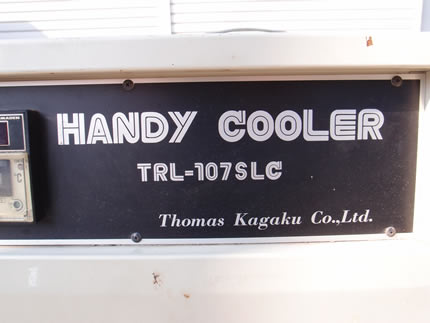 HANDY COOLER
TRL-107SLC
Thomas Kagaku Co.,Ltd.